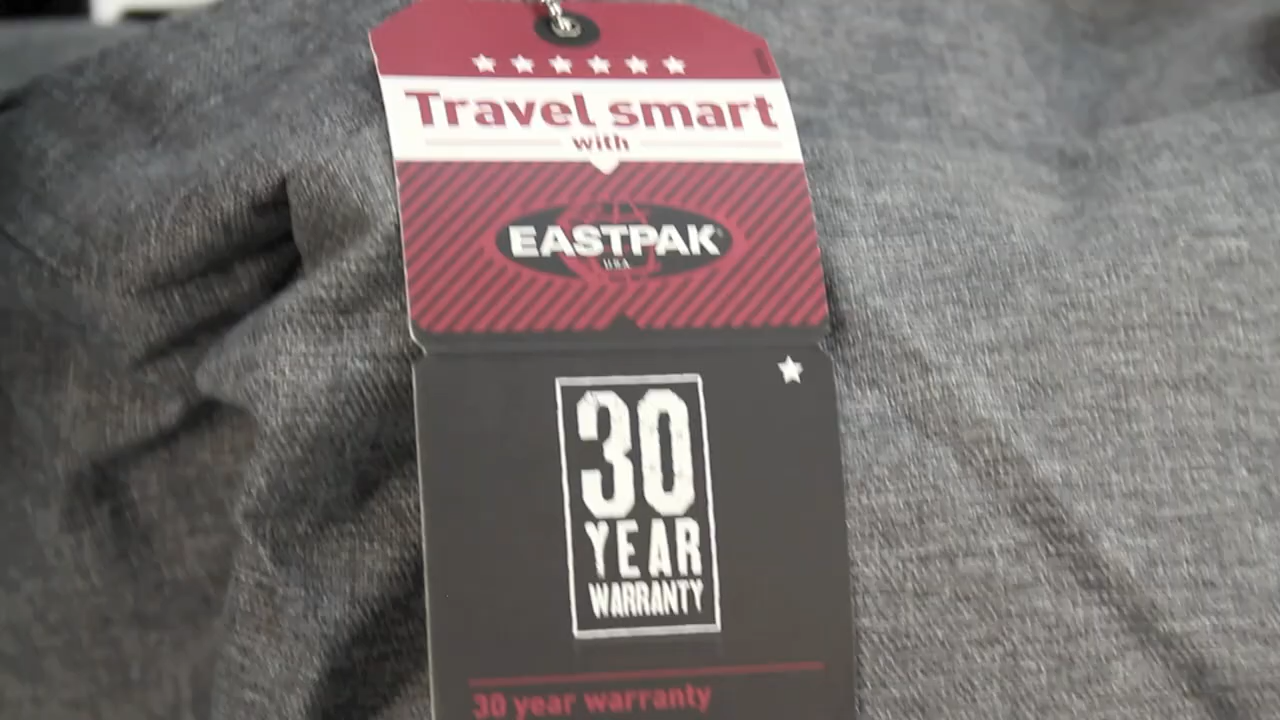 Travel smart
with
EASTPAK
USA
30
YEAR
WARRANTY
30 year warranty